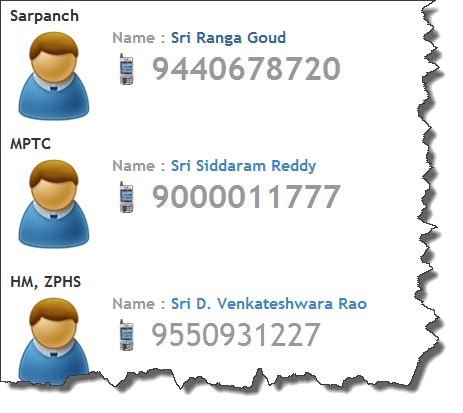 Sarpanch
Name : Sri Ranga Goud
9440678720
MPTC
Name : Sri Siddaram Reddy
9000011777
HM, ZPHS
Name : Sri D. Venkateshwara Rao
9550931227